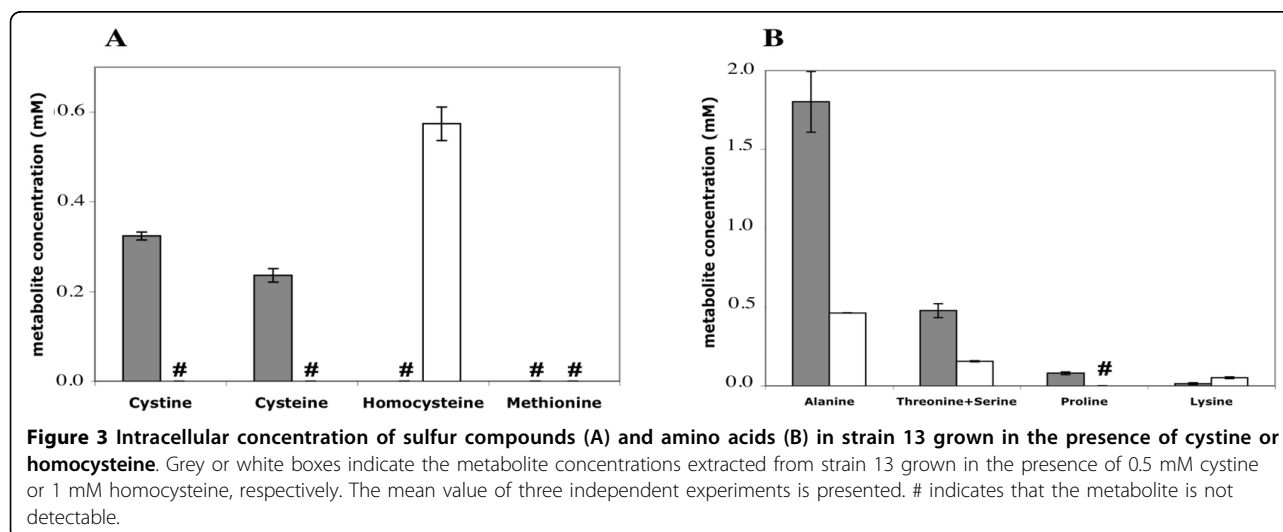 A
metabolite concentration (mM)
0.6
0.4
0.2
0.0
#
#
#
#
#
Cystine
Cysteine
Homocysteine
Methionine
B
metabolite concentration (mM)
2.0
1.5
1.0
0.5
0.0
#
Alanine
Threonine+Serine
Proline
Lysine
Figure 3 Intracellular concentration of sulfur compounds (A) and amino acids (B) in strain 13 grown in the presence of cystine or
homocysteine. Grey or white boxes indicate the metabolite concentrations extracted from strain 13 grown in the presence of 0.5 mM cystine
or 1 mM homocysteine, respectively. The mean value of three independent experiments is presented. # indicates that the metabolite is not
detectable.